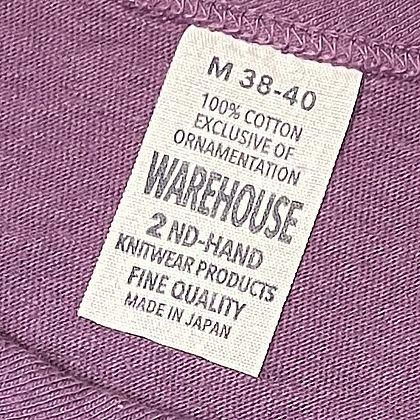 M 38-40
100% COTTON
EXCLUSIVE OF
ORNAMENTATION
WAREHOUSE
2 ND-HAND
KNITWEAR PRODUCTS
FINE QUALITY
MADE IN JAPAN